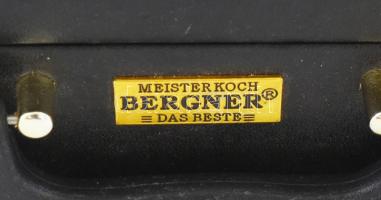 MEISTERKOCH
BERGNER®
≡ DAS BESTE ≡